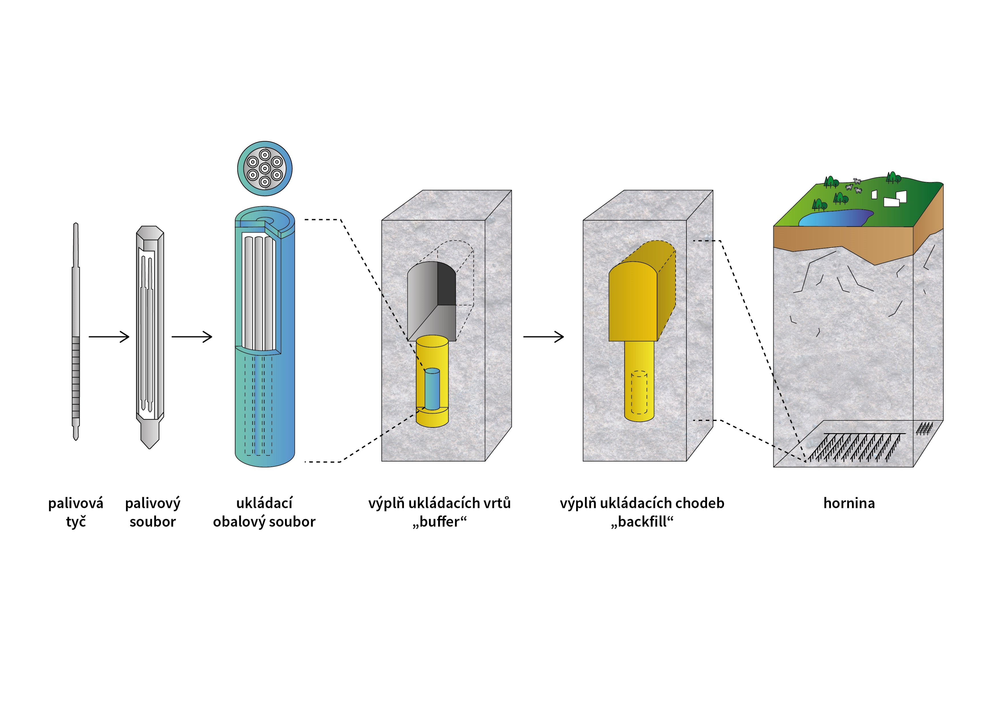 palivová
tyč
palivový
soubor
ukládací
obalový soubor
výplň ukládacích vrtů
„buffer“
výplň ukládacích chodeb
„backfill“
hornina